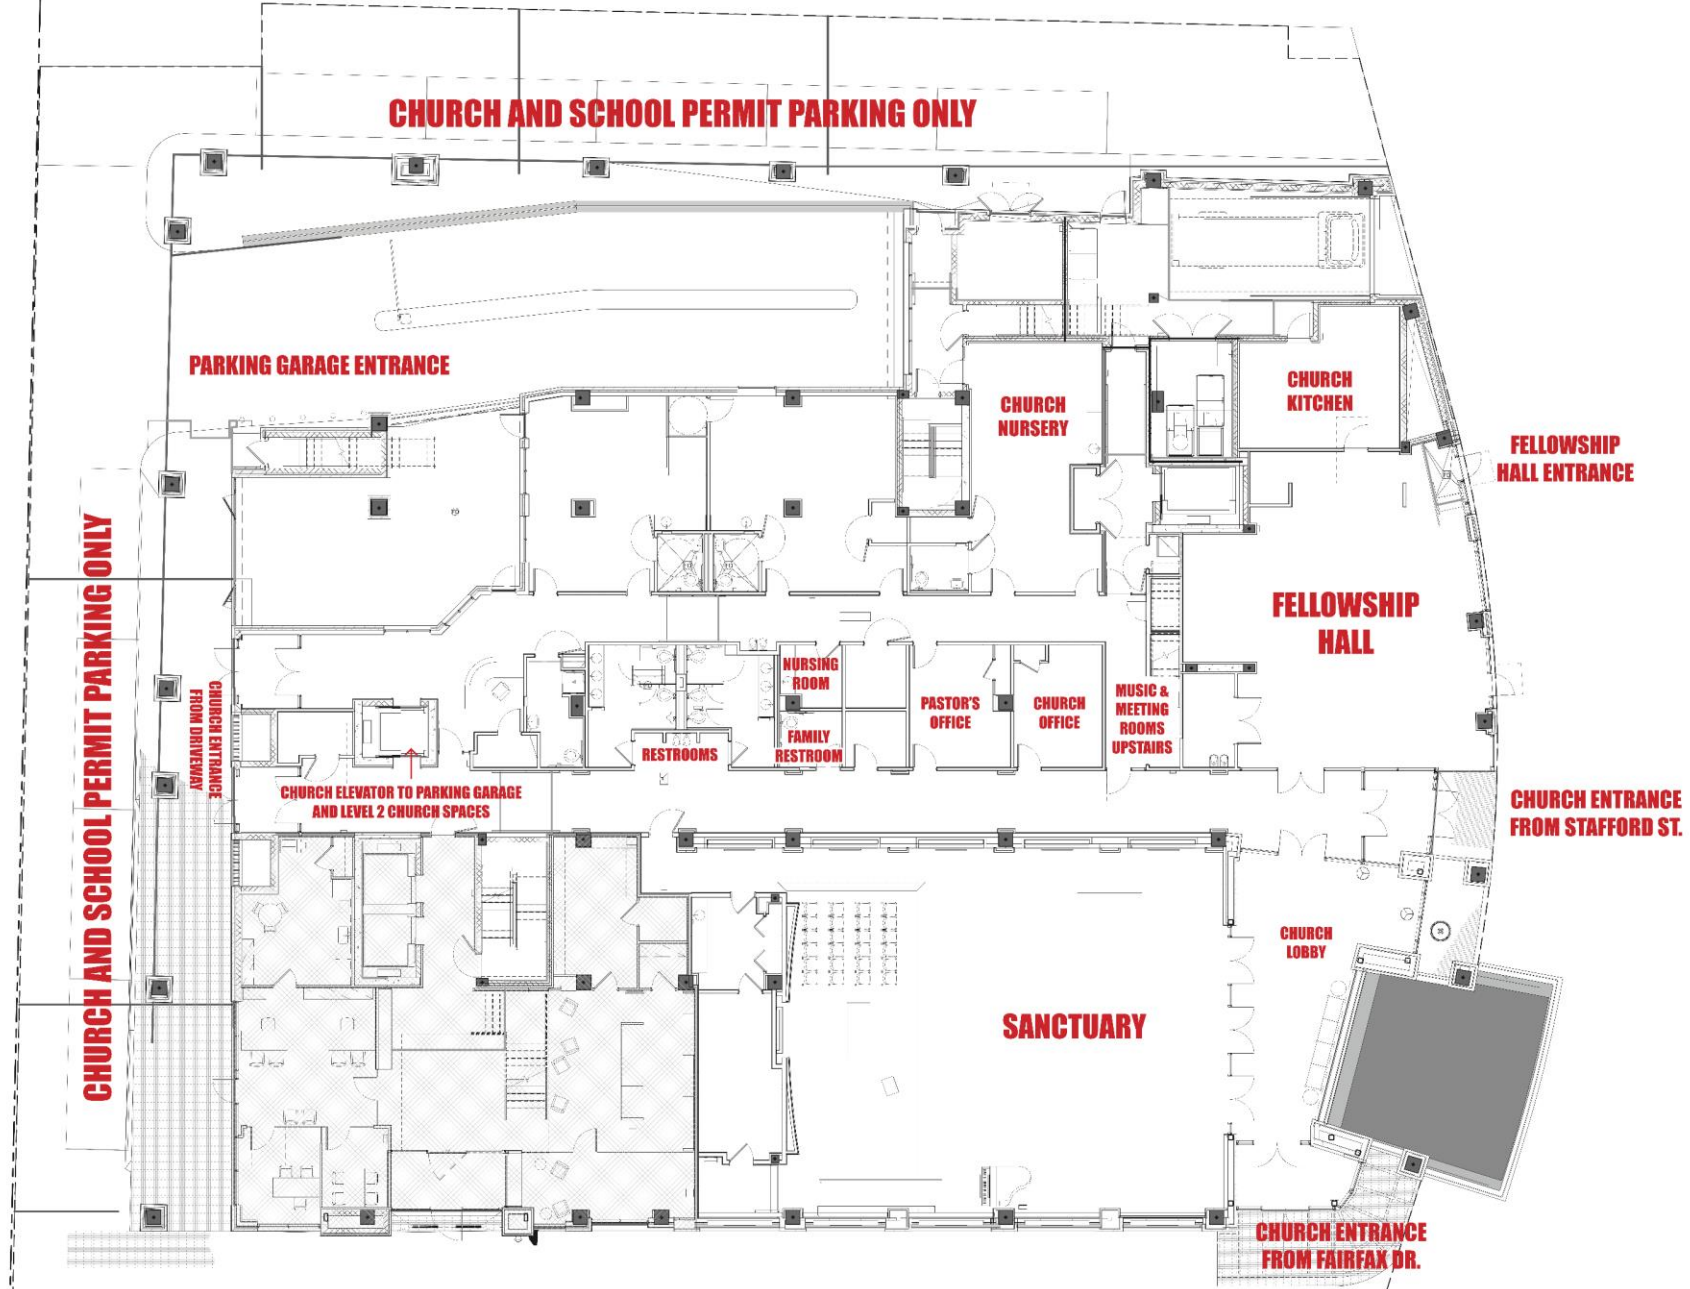 CHURCH AND SCHOOL PERMIT PARKING ONLY
PARKING GARAGE ENTRANCE
CHURCH
KITCHEN
CHURCH
NURSERY
FELLOWSHIP
HALL ENTRANCE
CHURCH AND SCHOOL PERMIT PARKING ONLY
FELLOWSHIP
HALL
NURSING
ROOM
PASTOR'S
OFFICE
CHURCH
OFFICE
MUSIC &
MEETING
ROOMS
UPSTAIRS
CHURCH ENTRANCE
FROM DRIVEWAY
RESTROOMS
FAMILY
RESTROOM
CHURCH ELEVATOR TO PARKING GARAGE
AND LEVEL 2 CHURCH SPACES
CHURCH ENTRANCE
FROM STAFFORD ST.
CHURCH
LOBBY
SANCTUARY
CHURCH ENTRANCE
FROM FAIRFAX DR.